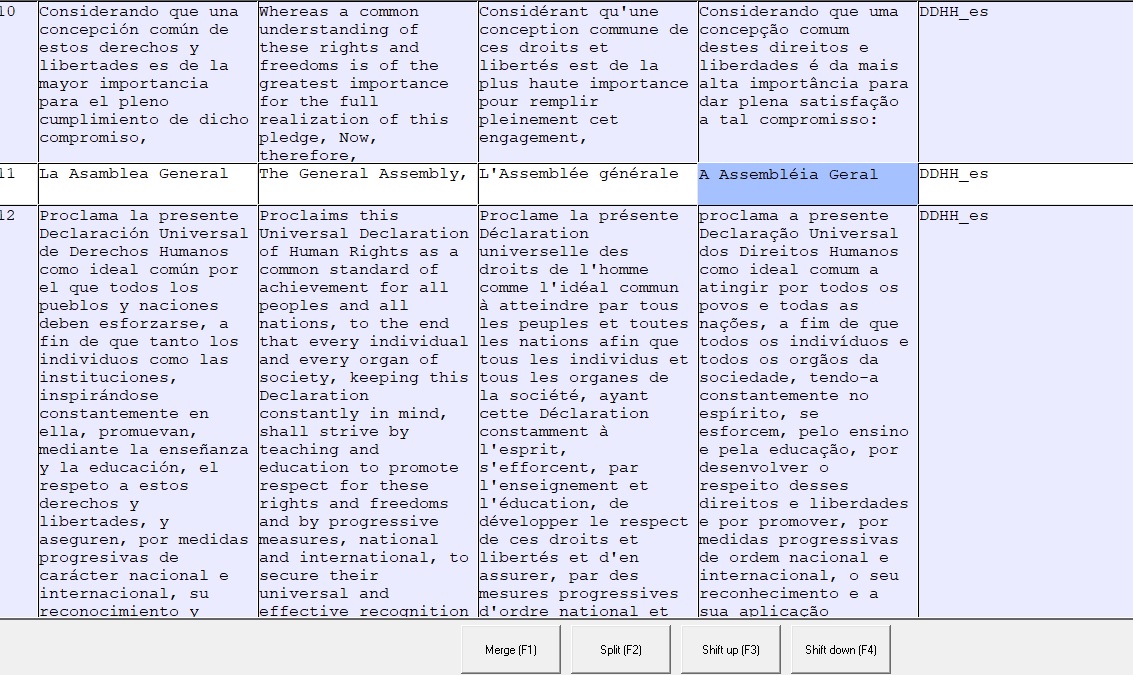 10
Considerando que una
concepción común de
estos derechos y
libertades es de la
mayor importancia
para el pleno
cumplimiento de dicho
compromiso,
Whereas a common
understanding of
these rights and
freedoms is of the
greatest importance
for the full
realization of this
pledge, Now,
therefore,
Considérant qu'une
conception commune de
ces droits et
libertés est de la
plus haute importance
pour remplir
pleinement cet
engagement,
Considerando que uma
concepção comum
destes direitos e
liberdades é da mais
alta importância para
dar plena satisfação
a tal compromisso:
DDHH_es
11
La Asamblea General
The General Assembly,
L'Assemblée générale
A Assembléia Geral
DDHH_es
12
Proclama la presente
Declaración Universal
de Derechos Humanos
como ideal común por
el que todos los
pueblos y naciones
deben esforzarse, a
fin de que tanto los
individuos como las
instituciones,
inspirándose
constantemente en
ella, promuevan,
mediante la enseñanza
y la educación, el
respeto a estos
derechos y
libertades, y
aseguren, por medidas
progresivas de
carácter nacional e
internacional, su
reconocimiento y
Proclaims this
Universal Declaration
of Human Rights as a
common standard of
achievement for all
peoples and all
nations, to the end
that every individual
and every organ of
society, keeping this
Declaration
constantly in mind,
shall strive by
teaching and
education to promote
respect for these
rights and freedoms
and by progressive
measures, national
and international, to
secure their
universal and
effective recognition
Proclame la présente
Déclaration
universelle des
droits de l'homme
comme l'idéal commun
à atteindre par tous
les peuples et toutes
les nations afin que
tous les individus et
tous les organes de
la société, ayant
cette Déclaration
constamment à
l'esprit,
s'efforcent, par
l'enseignement et
l'éducation, de
développer le respect
de ces droits et
libertés et d'en
assurer, par des
mesures progressives
d'ordre national et
proclama a presente
Declaração Universal
dos Direitos Humanos
como ideal comum a
atingir por todos os
povos e todas as
nações, a fim de que
todos os indivíduos e
todos os orgãos da
sociedade, tendo-a
constantemente no
espírito, se
esforcem, pelo ensino
e pela educação, por
desenvolver o
respeito desses
direitos e liberdades
e por promover, por
medidas progressivas
de ordem nacional e
internacional, o seu
reconhecimento e a
sua aplicação
DDHH_es
Merge (F1)
Split (F2)
Shift up (F3)
Shift down (F4)